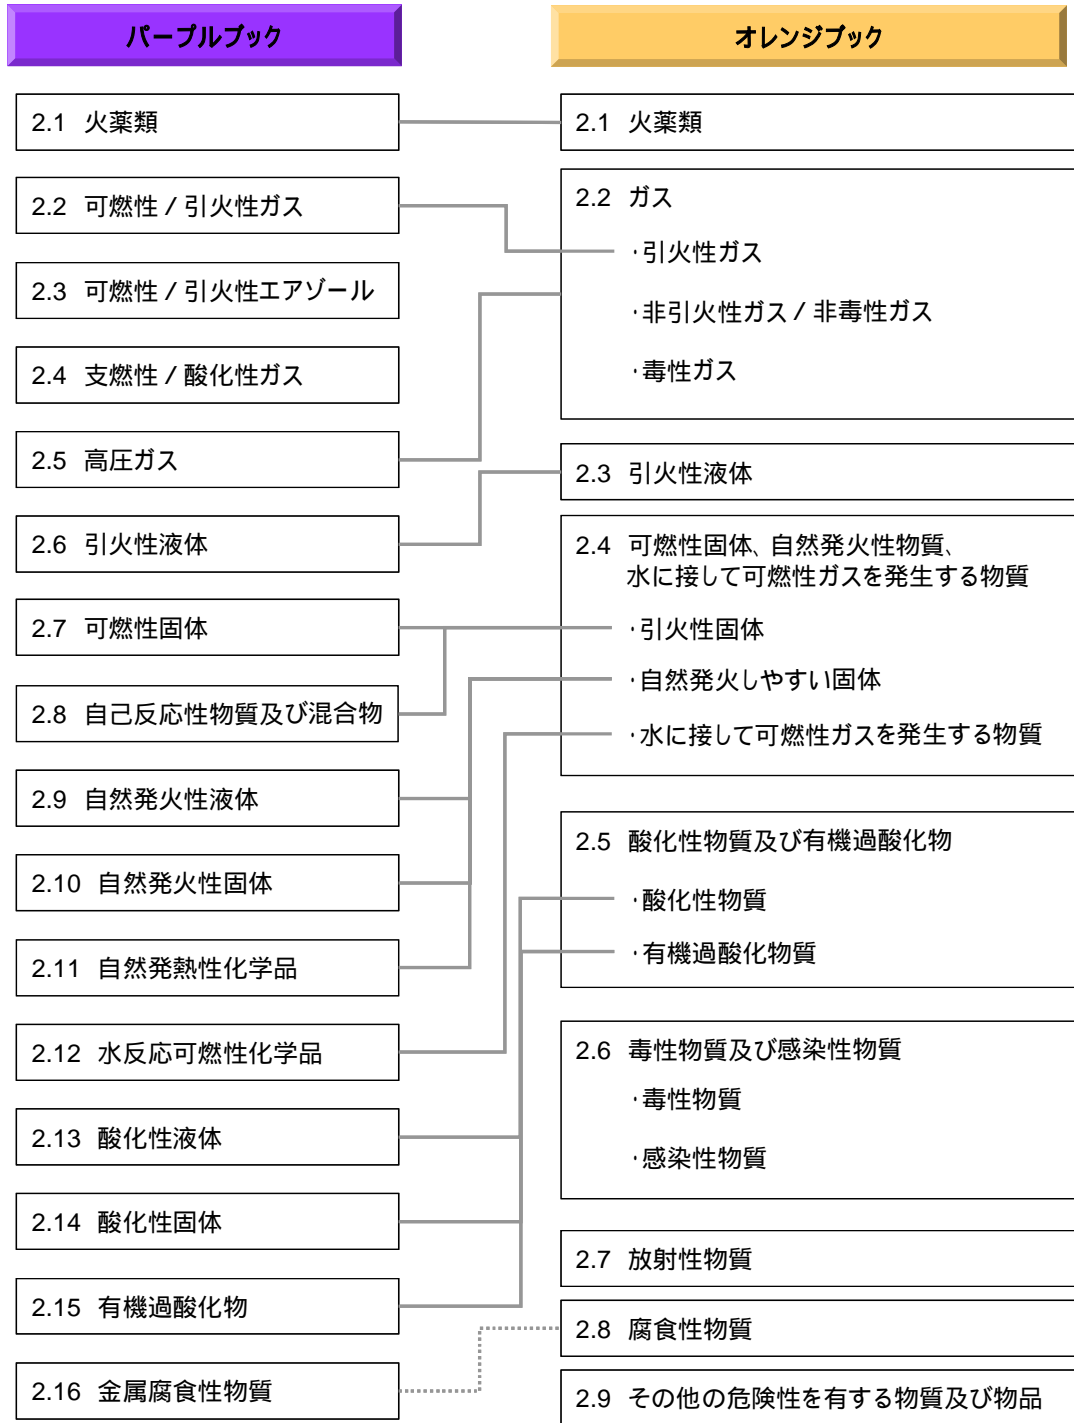 パープルブック
2.1 火薬類
2.2 可燃性 / 引火性ガス
2.3 可燃性 / 引火性エアゾール
2.4 支燃性 / 酸化性ガス
2.5 高圧ガス
2.6 引火性液体
2.7 可燃性固体
2.8 自己反応性物質及び混合物
2.9 自然発火性液体
2.10 自然発火性固体
2.11 自然発熱性化学品
2.12 水反応可燃性化学品
2.13 酸化性液体
2.14 酸化性固体
2.15 有機過酸化物
2.16 金属腐食性物質
オレンジブック
2.1 火薬類
2.2 ガス
・引火性ガス
・非引火性ガス / 非毒性ガス
・毒性ガス
2.3 引火性液体
2.4 可燃性固体、自然発火性物質、
水に接して可燃性ガスを発生する物質
・引火性固体
・自然発火しやすい固体
・水に接して可燃性ガスを発生する物質
2.5 酸化性物質及び有機過酸化物
・酸化性物質
・有機過酸化物質
2.6 毒性物質及び感染性物質
・毒性物質
・感染性物質
2.7 放射性物質
2.8 腐食性物質
2.9 その他の危険性を有する物質及び物品